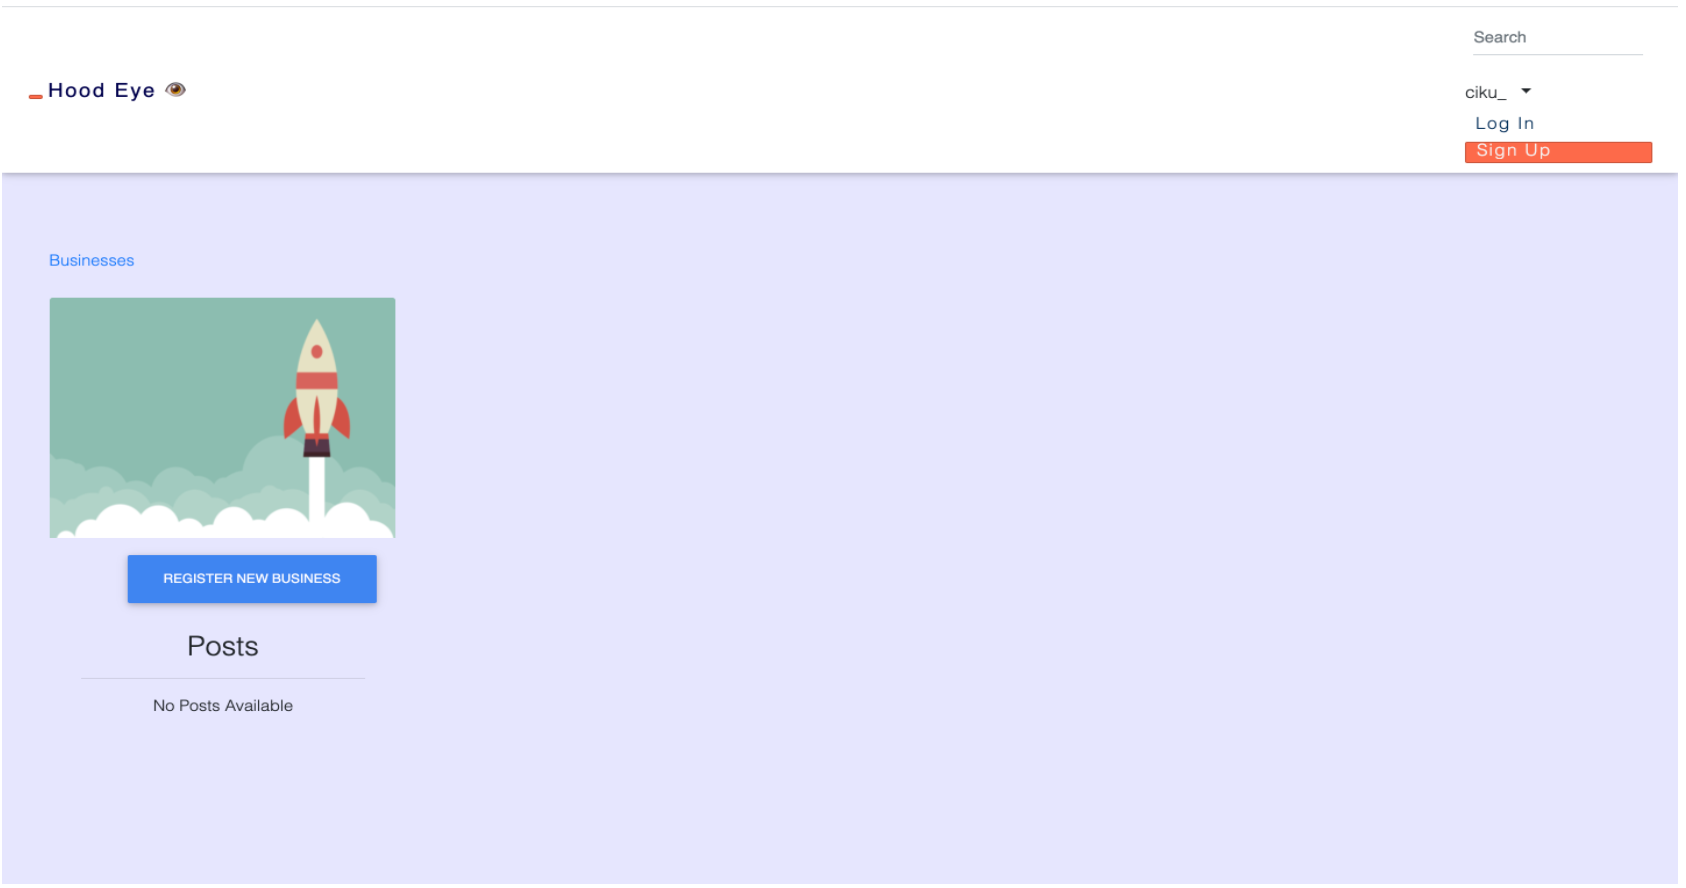 Search
Hood Eye 👁
ciku_
Log In
Sign Up
Businesses
REGISTER NEW BUSINESS
Posts
No Posts Available